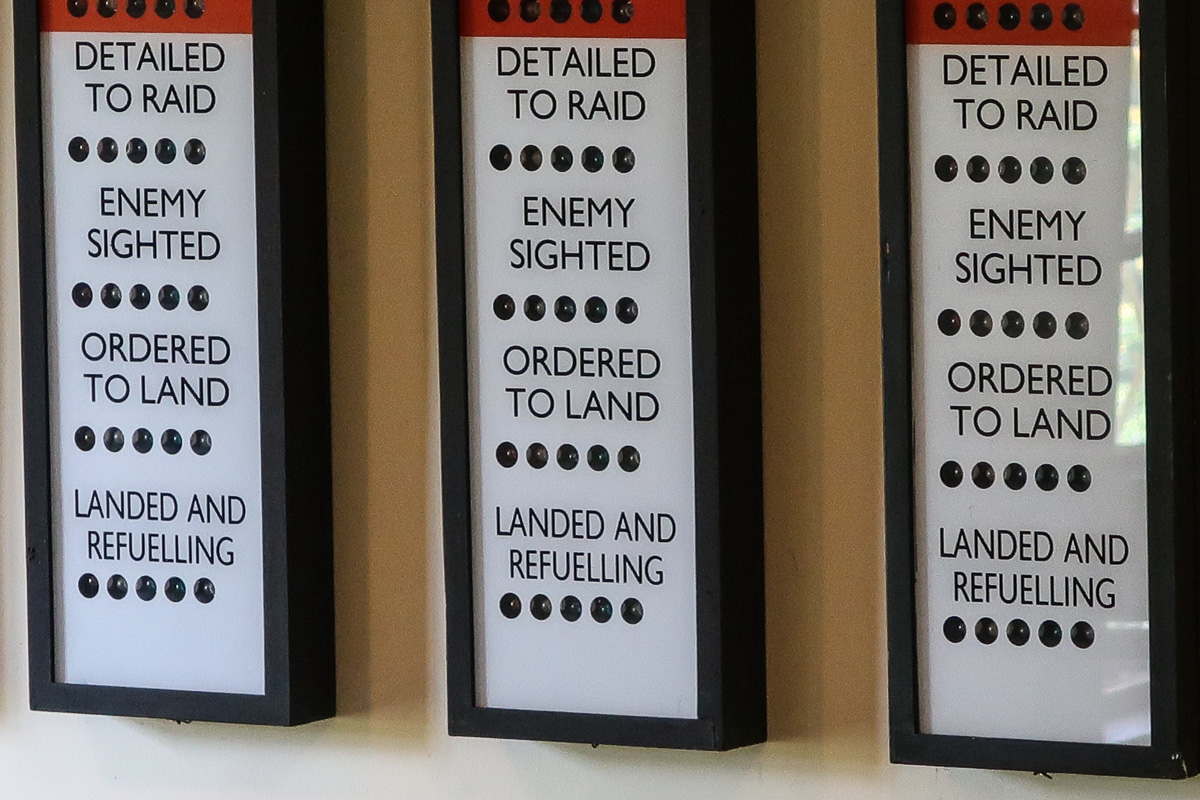 DETAILED
TO RAID
ENEMY
SIGHTED
ORDERED
TO LAND
LANDED AND
REFUELLING
DETAILED
TO RAID
ENEMY
SIGHTED
ORDERED
TO LAND
LANDED AND
REFUELLING
DETAILED
TO RAID
ENEMY
SIGHTED
ORDERED
TO LAND
LANDED AND
REFUELLING